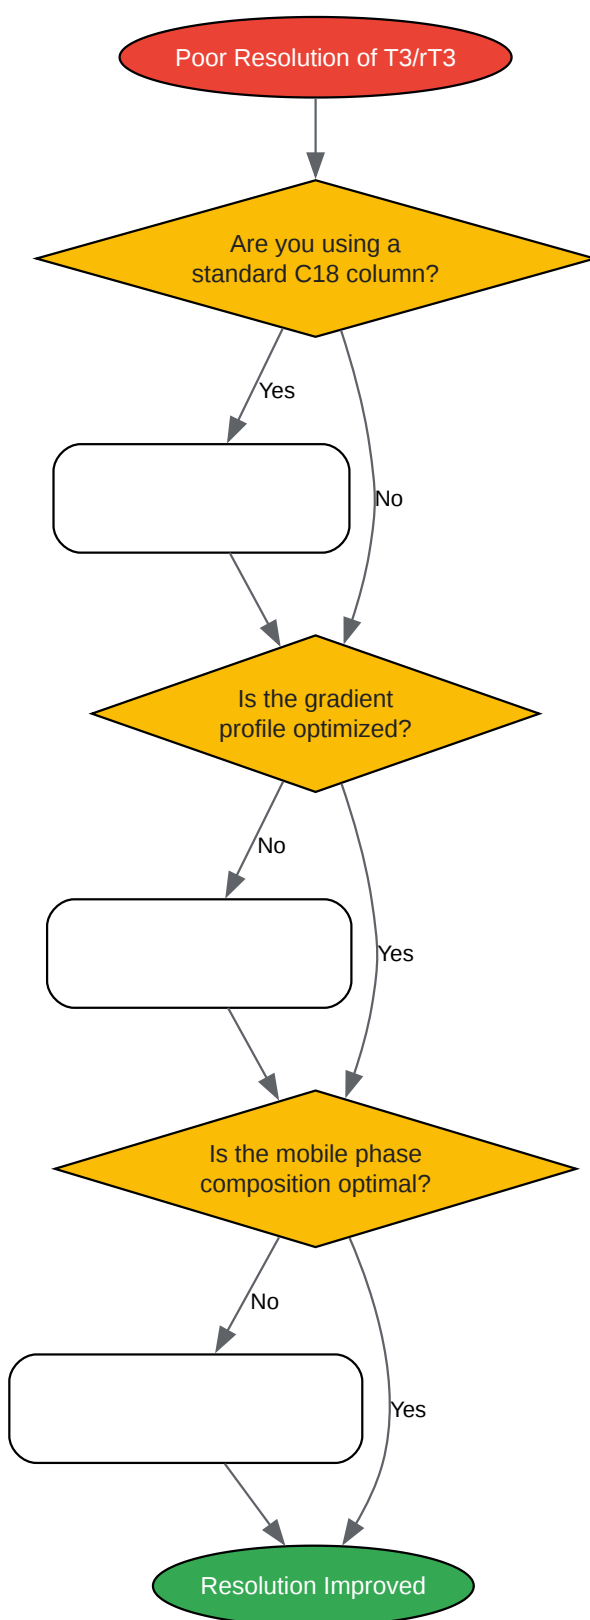 Poor Resolution of T3/rT3
Are you using a
standard C18 column?
Yes
No
Is the gradient
profile optimized?
No
Yes
Is the mobile phase
composition optimal?
No
Yes
Resolution Improved